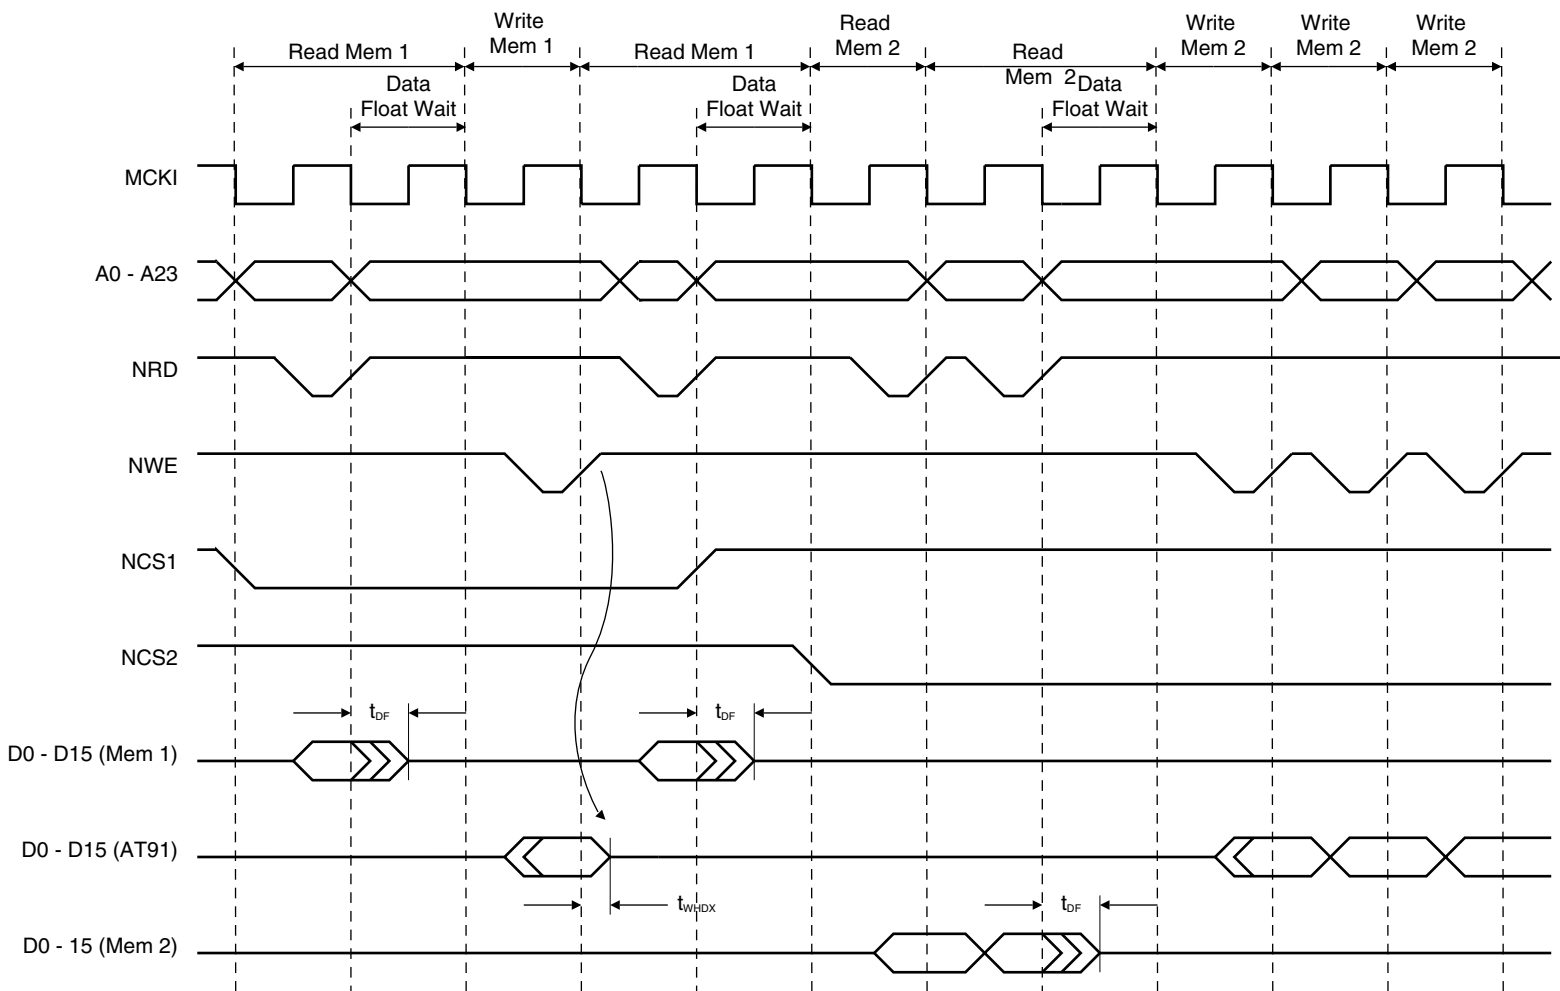 Read Mem 1
Write
Mem 1
Read Mem 1
Read
Mem 2
Read
Mem 2
Write
Mem 2
Write
Mem 2
Write
Mem 2
Data
Float Wait
Data
Float Wait
Data
Float Wait
MCKI
A0 - A23
NRD
NWE
NCS1
NCS2
tDF
tDF
D0 - D15 (Mem 1)
D0 - D15 (AT91)
tWHDX
tDF
D0 - 15 (Mem 2)